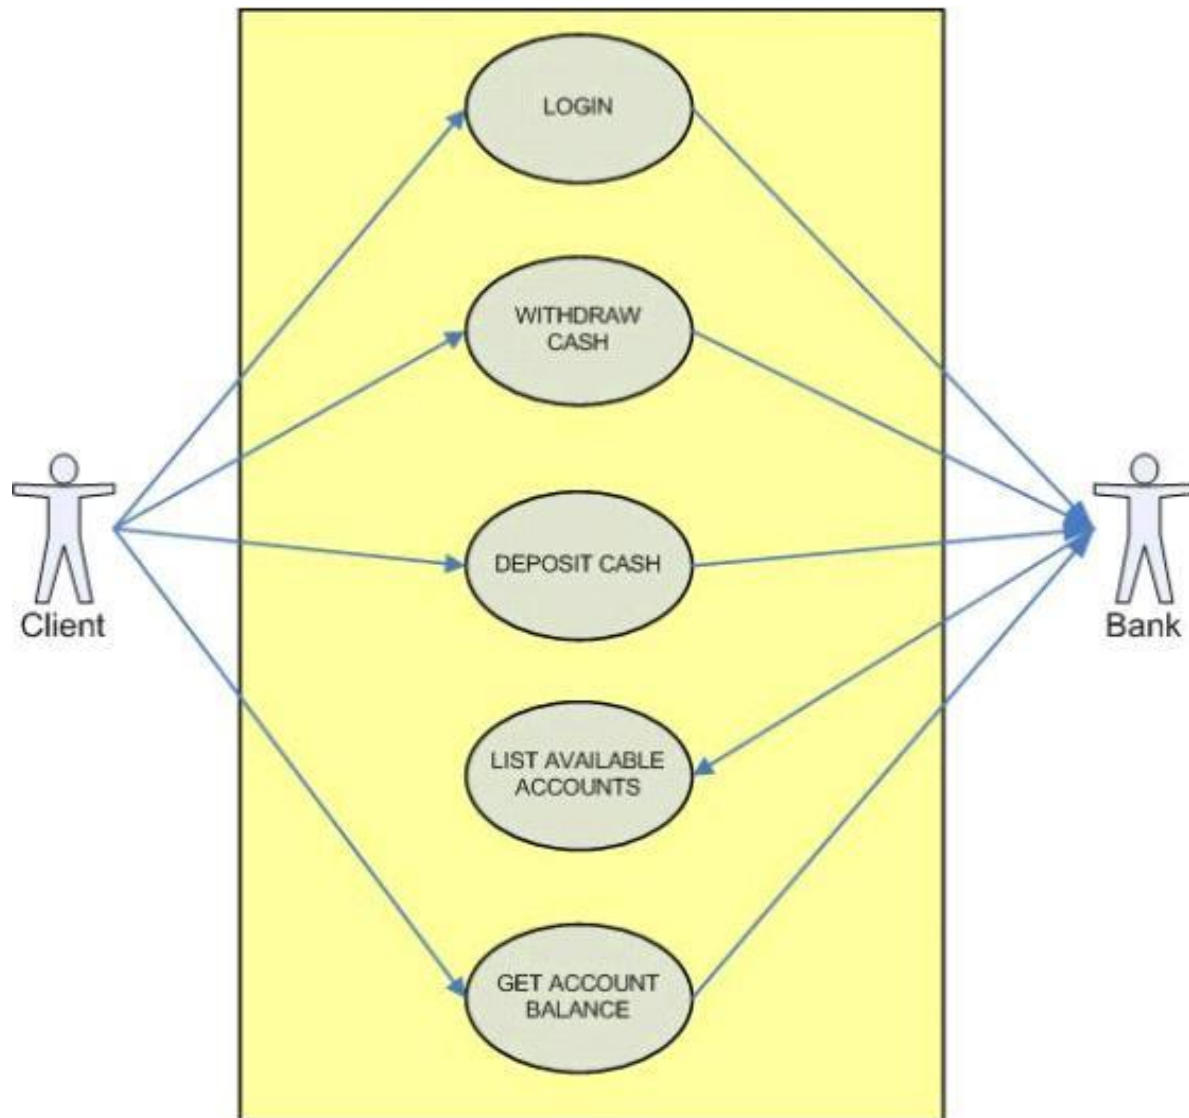 LOGIN
WITHDRAW
CASH
DEPOSIT CASH
Client
Bank
LIST AVAILABLE
ACCOUNTS
GET ACCOUNT
BALANCE